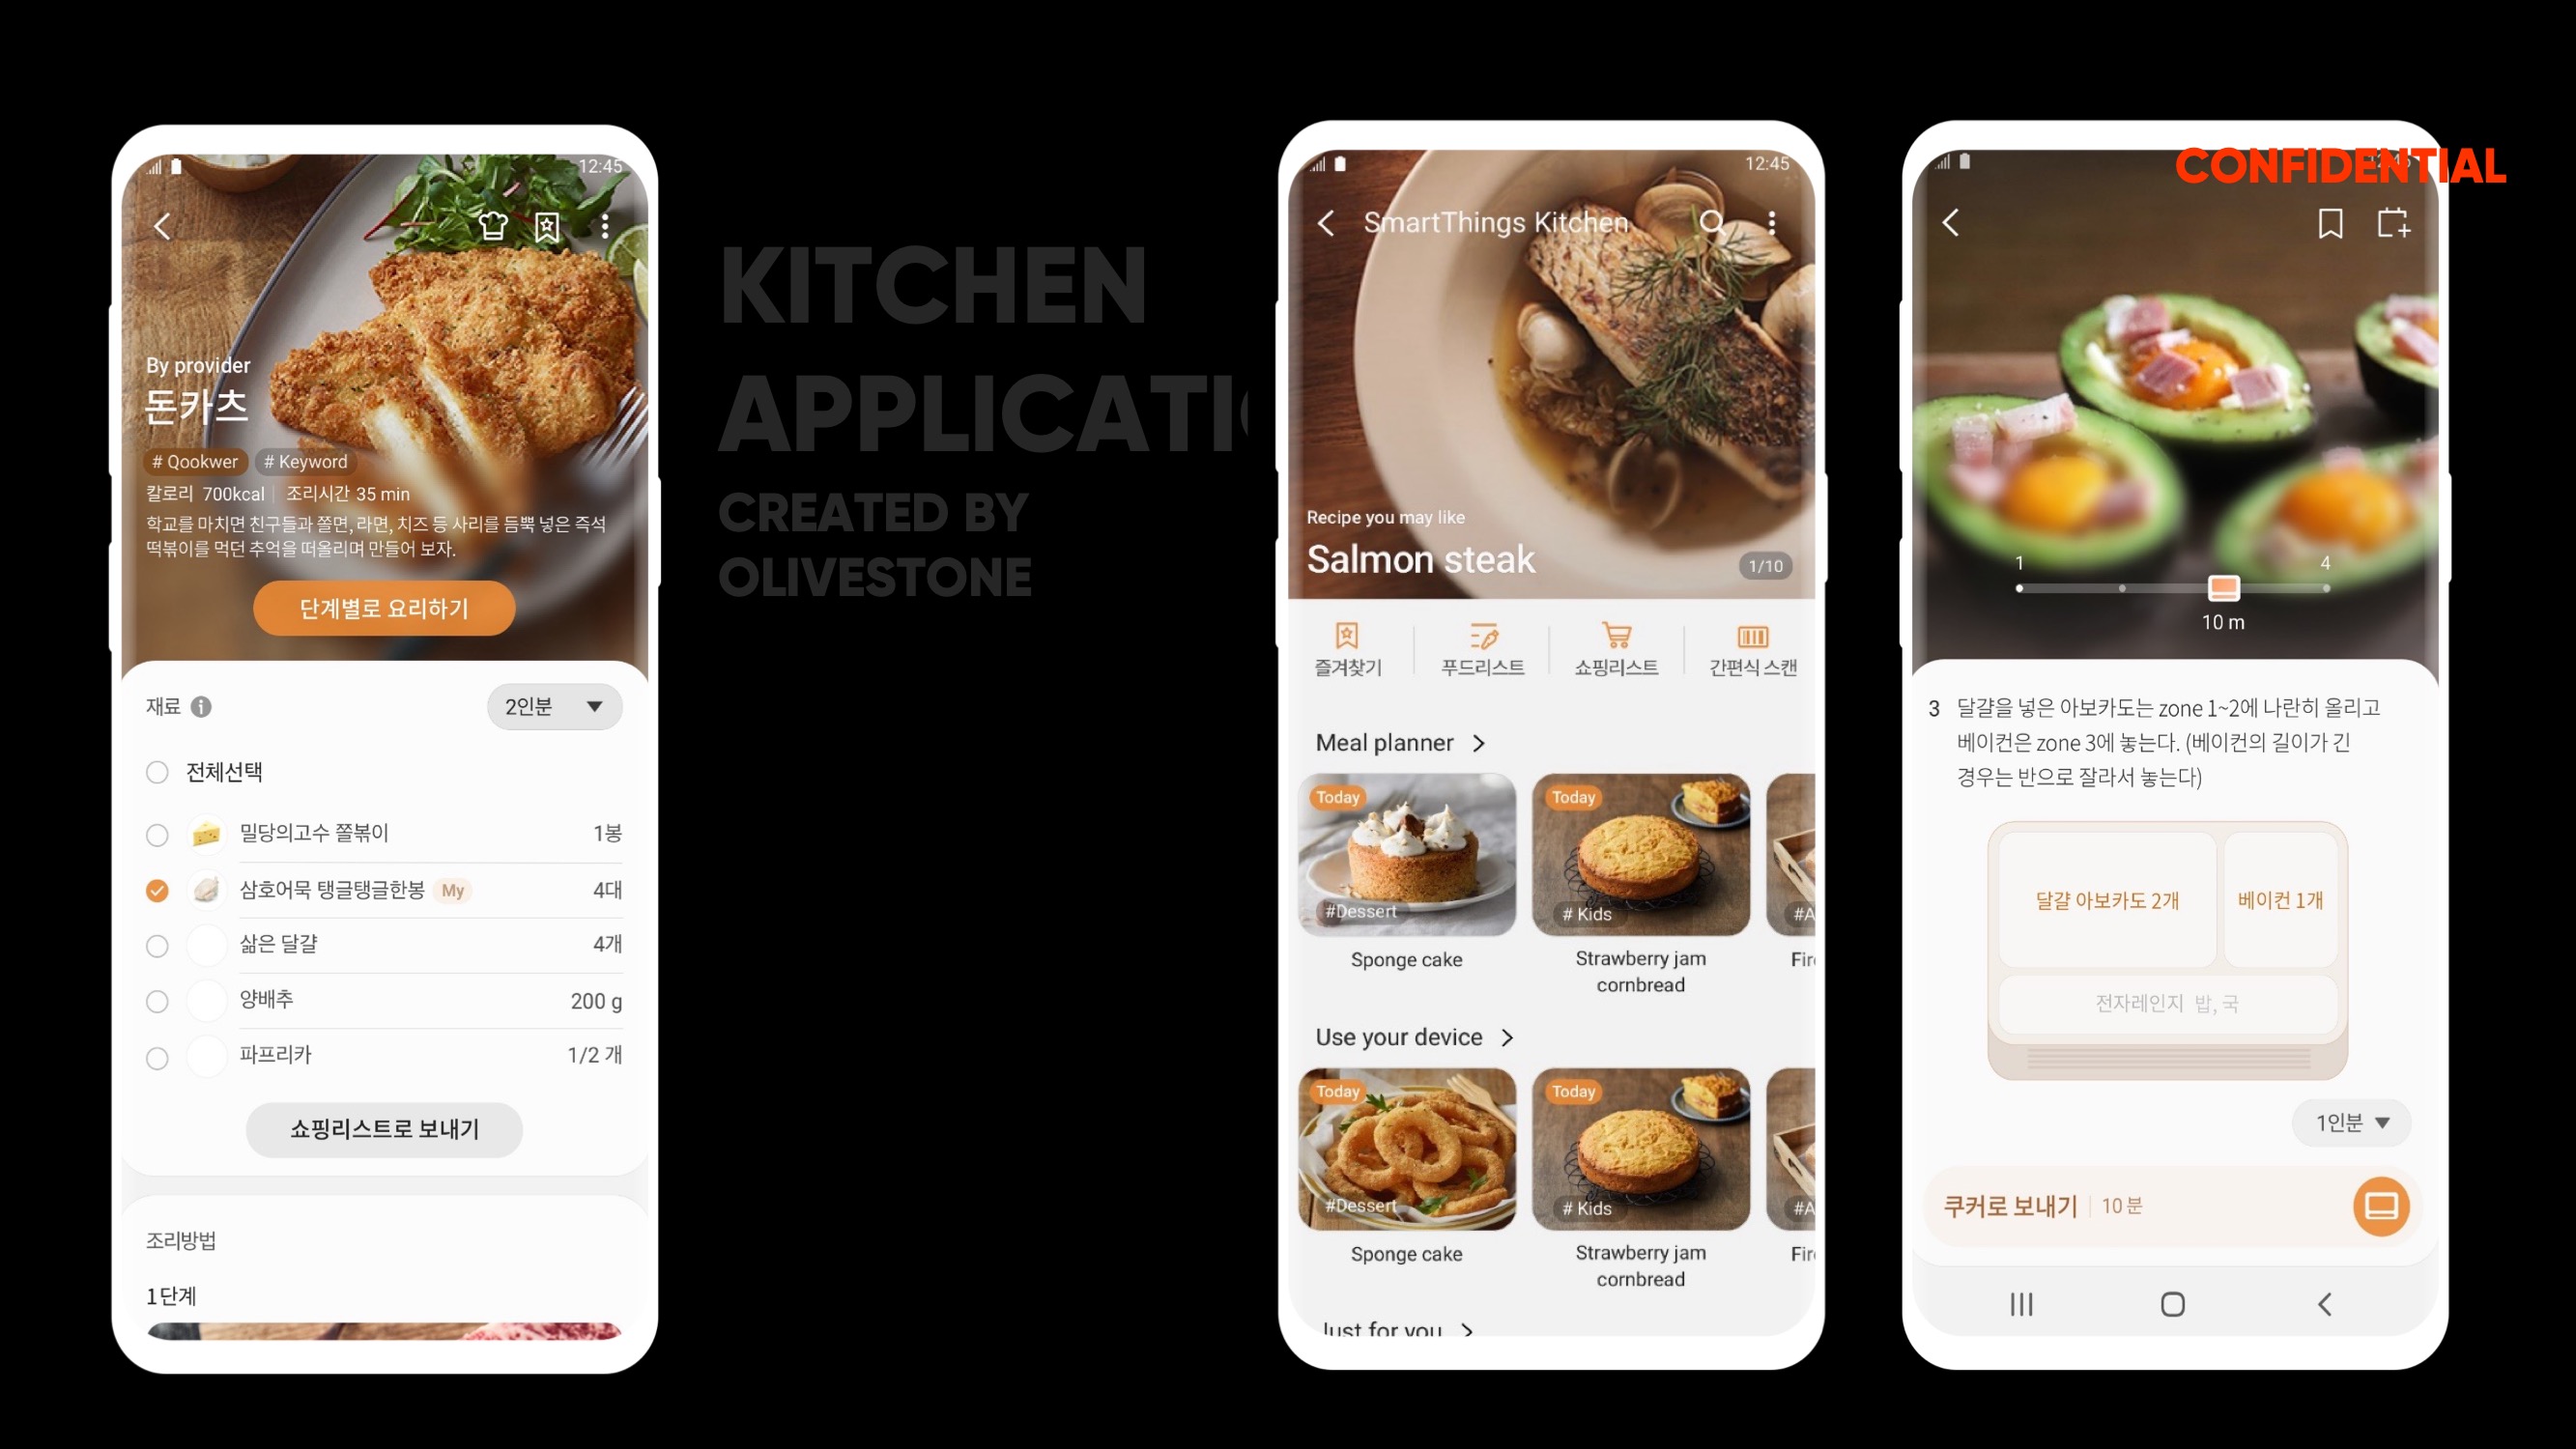 12:45
By provider
돈카츠
# Qookwer # Keyword
칼로리 700kcal 조리시간 35 min
학교를 마치면 친구들과 쫄면, 라면, 치즈 등 사리를 듬뿍 넣은 즉석
떡볶이를 먹던 추억을 떠올리며 만들어 보자.
단계별로 요리하기
재료
2인분
전체선택
밀당의고수 쫄볶이 1봉
삼호어묵 탱글탱글한봉 My 4대
삶은 달걀 4개
양배추 200 g
파프리카 1/2 개
쇼핑리스트로 보내기
조리방법
1단계
KITCHEN
APPLICATI
CREATED BY
OLIVESTONE
12:45
SmartThings Kitchen
Recipe you may like
Salmon steak
1/10
즐겨찾기 푸드리스트 쇼핑리스트 간편식 스캔
Meal planner
Today Today
#Dessert # Kids #A
Sponge cake Strawberry jam Fir
cornbread
Use your device
Today Today
#Dessert # Kids #A
Sponge cake Strawberry jam Fir
cornbread
Just for you
CONFIDENTIAL
1 4
10 m
3 달걀을 넣은 아보카도는 zone 1~2에 나란히 올리고
베이컨은 zone 3에 놓는다. (베이컨의 길이가 긴
경우는 반으로 잘라서 놓는다)
달걀 아보카도 2개 베이컨 1개
전자레인지 밥, 국
1인분
쿠커로 보내기 10 분